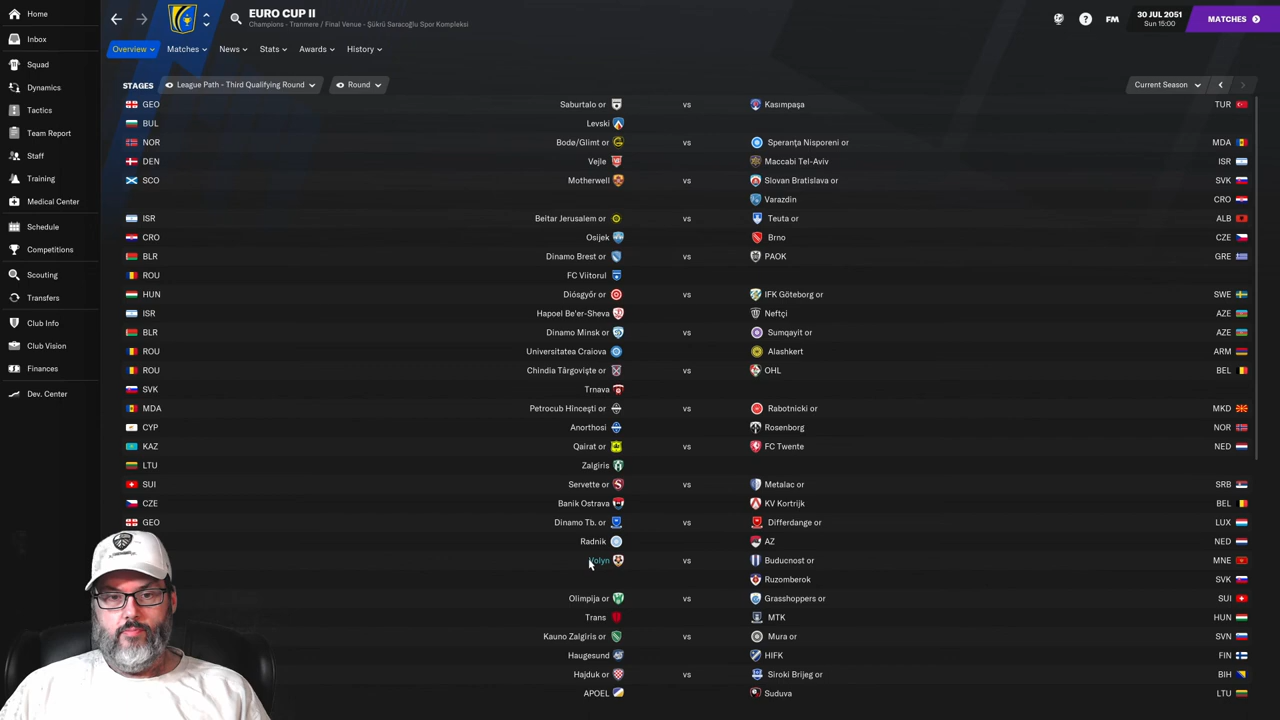 Home
Inbox
Squad
Dynamics
Tactics
Team Report
Staff
Training
Medical Center
Schedule
Competitions
Scouting
Transfers
Club Info
Club Vision
Finances
Dev. Center
EURO CUP II
Champions - Tranmere / Final Venue - Şükrü Saracoğlu Spor Kompleksi
FM
30 JUL 2051
Sun 15:00
MATCHES
Overview Matches News Stats Awards History
STAGES League Path - Third Qualifying Round Round Current Season
GEO Saburtalo or vs Kasımpaşa TUR
BUL Levski
NOR Bodø/Glimt or vs Speranţa Nisporeni or MDA
DEN Vejle Maccabi Tel-Aviv ISR
SCO Motherwell vs Slovan Bratislava or SVK
Varazdin CRO
ISR Beitar Jerusalem or vs Teuta or ALB
CRO Osijek Brno CZE
BLR Dinamo Brest or vs PAOK GRE
ROU FC Viitorul
HUN Diósgyőr or vs IFK Göteborg or SWE
ISR Hapoel Be'er-Sheva Neftçi AZE
BLR Dinamo Minsk or vs Sumqayit or AZE
ROU Universitatea Craiova Alashkert ARM
ROU Chindia Târgovişte or vs OHL BEL
SVK Trnava
MDA Petrocub Hînceşti or vs Rabotnicki or MKD
CYP Anorthosi Rosenborg NOR
KAZ Qairat or vs FC Twente NED
LTU Zalgiris
SUI Servette or vs Metalac or SRB
CZE Banik Ostrava KV Kortrijk BEL
GEO Dinamo Tb. or vs Differdange or LUX
Radnik AZ NED
Volyn vs Buducnost or MNE
Ruzomberok SVK
Olimpija or vs Grasshoppers or SUI
Trans MTK HUN
Kauno Zalgiris or vs Mura or SVN
Haugesund HIFK FIN
Hajduk or vs Siroki Brijeg or BIH
APOEL Suduva LTU